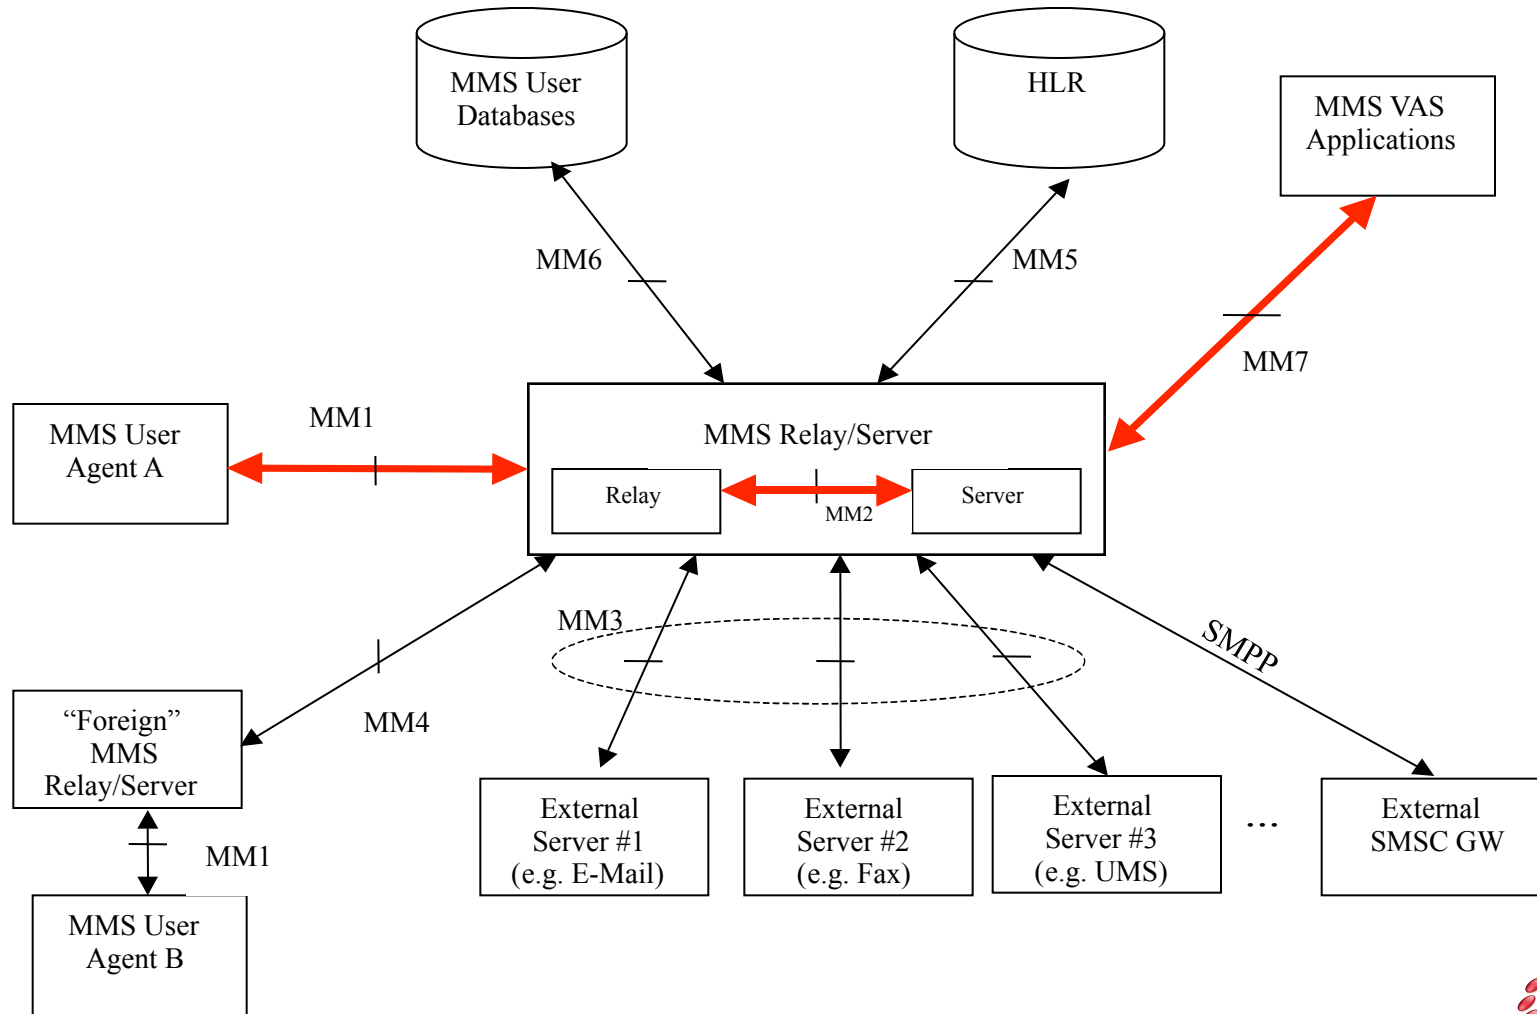 MMS User
Databases
HLR
MMS VAS
Applications
MM6
MM5
MM7
MM1
MMS User
Agent A
MMS Relay/Server
Relay
MM2
Server
MM3
SMPP
MM4
“Foreign”
MMS
Relay/Server
External
Server #1
(e.g. E-Mail)
External
Server #2
(e.g. Fax)
External
Server #3
(e.g. UMS)
...
External
SMSC GW
MM1
MMS User
Agent B